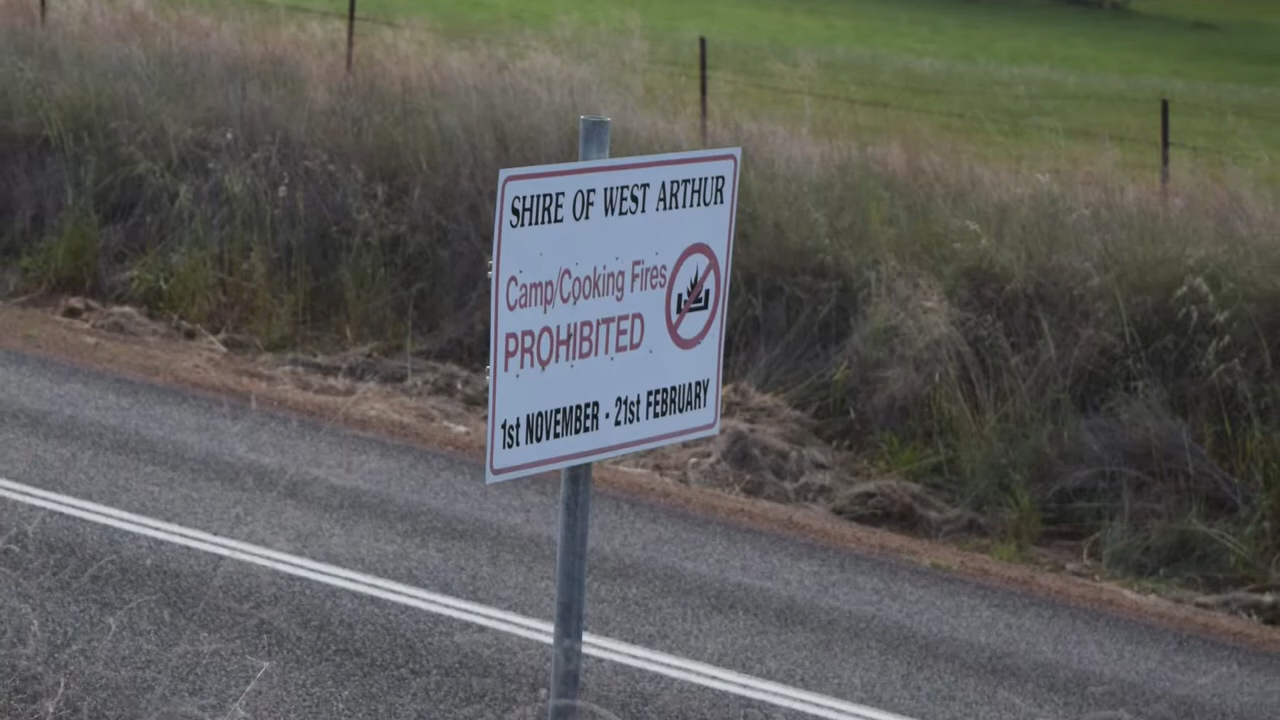 SHIRE OF WEST ARTHUR
Camp/Cooking Fires
PROHIBITED
1st NOVEMBER - 21st FEBRUARY